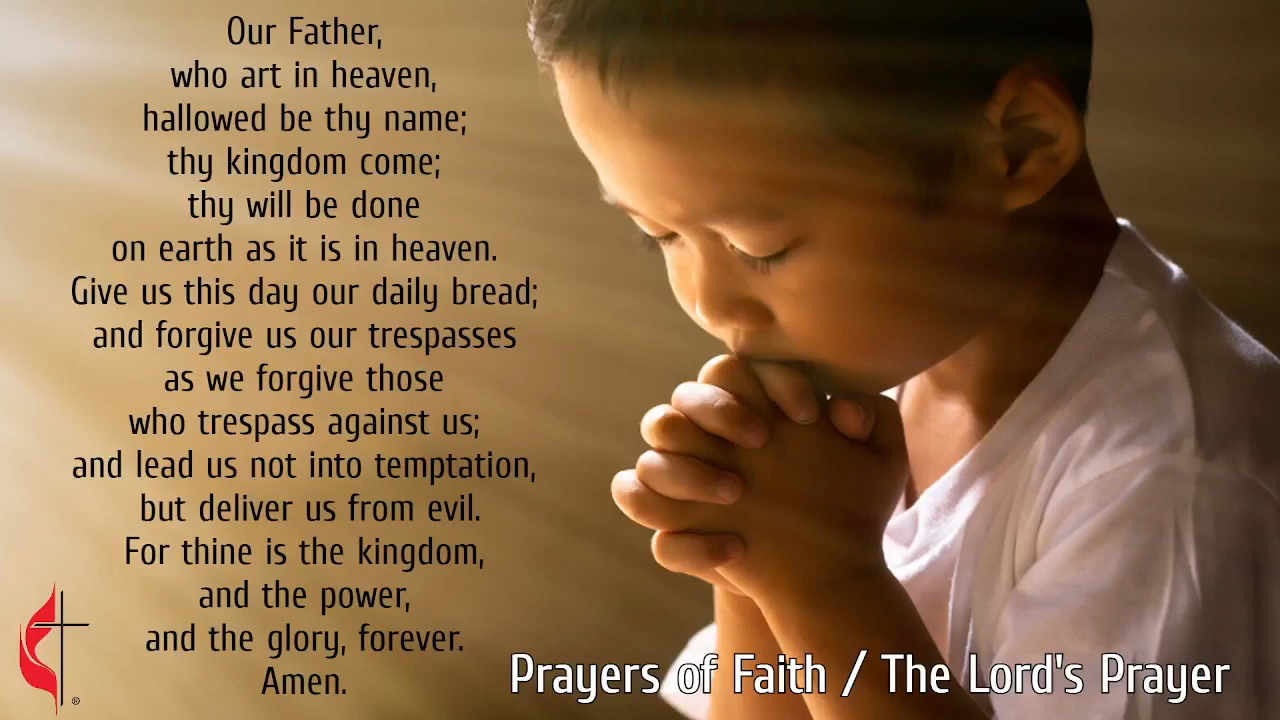 Our Father,
who art in heaven,
hallowed be thy name;
thy kingdom come;
thy will be done
on earth as it is in heaven.
Give us this day our daily bread;
and forgive us our trespasses
as we forgive those
who trespass against us;
and lead us not into temptation,
but deliver us from evil.
For thine is the kingdom,
and the power,
and the glory, forever.
Amen.
®
Prayers of Faith / The Lord's Prayer